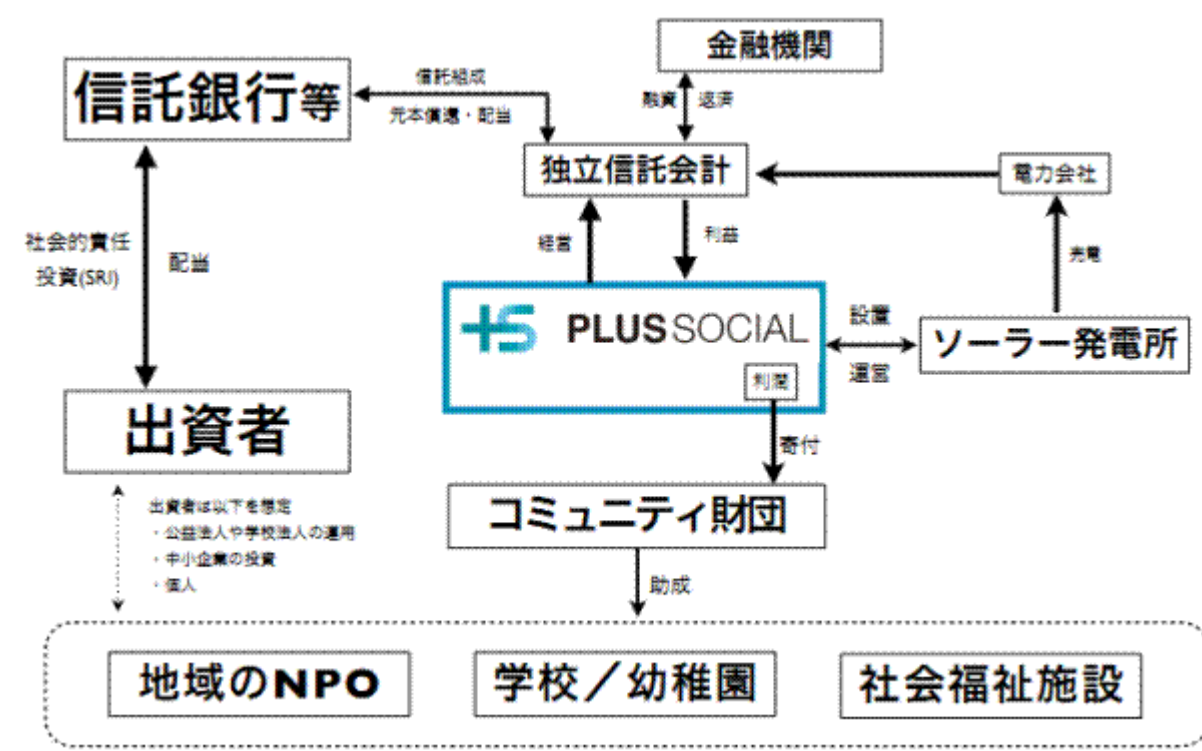 金融機関
信託銀行等
信託組成
元本償還・配当
融資
返済
独立信託会計
電力会社
社会的責任
投資(SRI)
配当
経営
利益
売電
PLUS SOCIAL
設置
運営
ソーラー発電所
利潤
出資者
寄付
コミュニティ財団
出資者は以下を想定
・公益法人や学校法人の運用
・中小企業の投資
・個人
助成
地域のNPO
学校／幼稚園
社会福祉施設